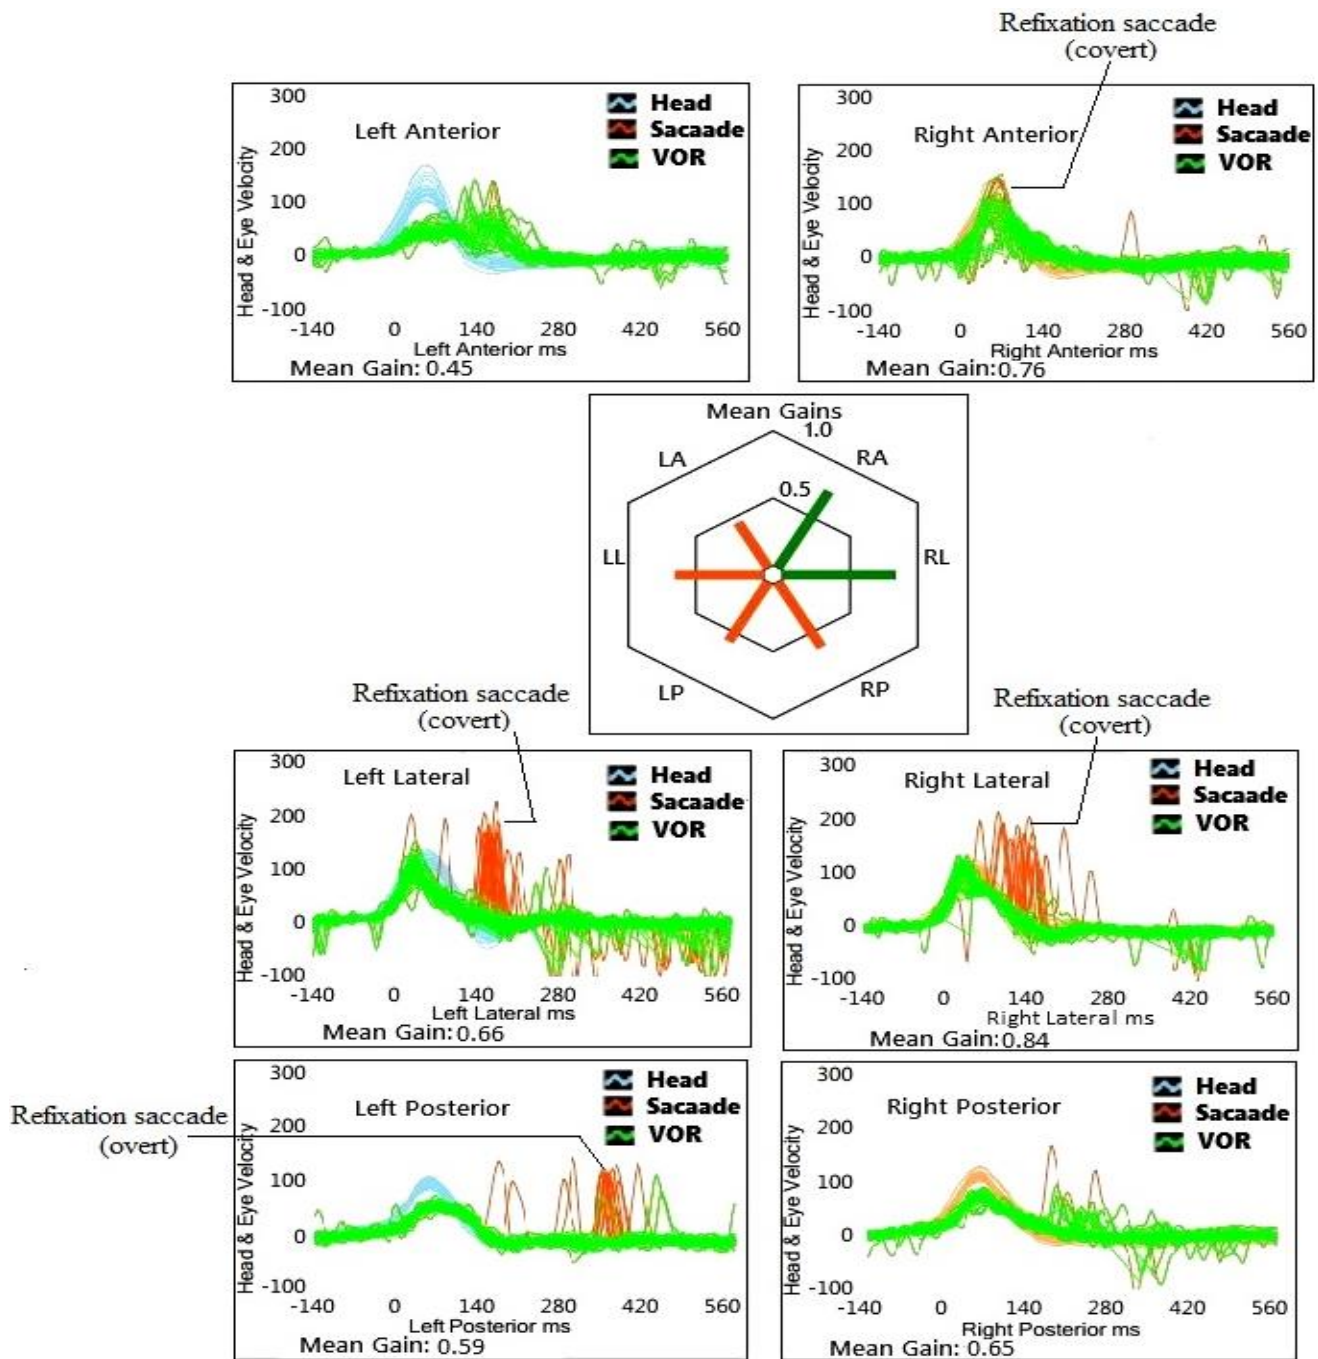 Refixation saccade
(covert)
300
200
100
0
-100
Head & Eye Velocity
Left Anterior
Head
Sacaade
VOR
-140 0 140 280 420 560
Left Anterior ms
Mean Gain: 0.45
300
200
100
0
-100
Head & Eye Velocity
Right Anterior
Head
Sacaade
VOR
-140 0 140 280 420 560
Right Anterior ms
Mean Gain:0.76
Mean Gains
1.0
LA
RA
0.5
LL
RL
LP
RP
Refixation saccade
(covert)
300
200
100
0
-100
Head & Eye Velocity
Left Lateral
Head
Sacaade
VOR
-140 0 140 280 420 560
Left Lateral ms
Mean Gain:0.66
Refixation saccade
(covert)
300
200
100
0
-100
Head & Eye Velocity
Right Lateral
Head
Sacaade
VOR
-140 0 140 280 420 560
Right Lateral ms
Mean Gain:0.84
Refixation saccade
(overt)
300
200
100
0
-100
Head & Eye Velocity
Left Posterior
Head
Sacaade
VOR
-140 0 140 280 420 560
Left Posterior ms
Mean Gain: 0.59
300
200
100
0
-100
Head & Eye Velocity
Right Posterior
Head
Sacaade
VOR
-140 0 140 280 420 560
Right Posterior ms
Mean Gain: 0.65